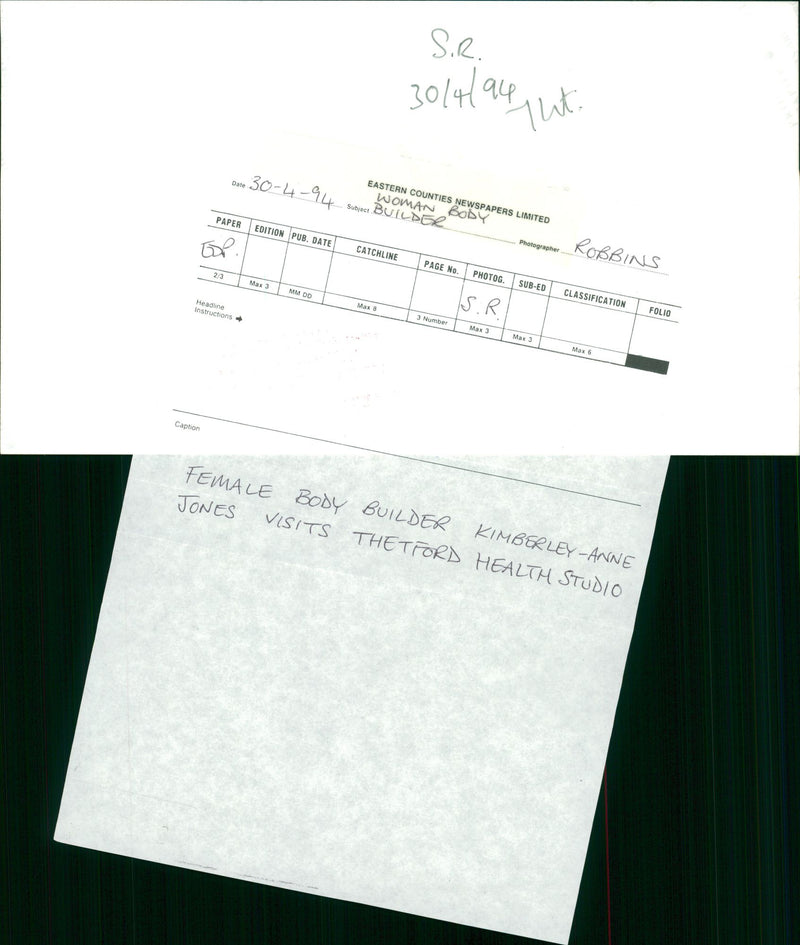 S.R.
30/4/94
EASTERN COUNTIES NEWSPAPERS LIMITED
Date 30-4-94 Subject WOMAN BODY
BUILDER
Photographer ROBBINS
PAPER EDITION PUB. DATE CATCHLINE PAGE No. PHOTOG. SUB-ED CLASSIFICATION FOLIO
EDP. S.R.
2/3 Max 3 MM DD Max 8 3 Number Max 3 Max 3 Max 6
Headline
Instructions
Caption
FEMALE BODY BUILDER KIMBERLEY-ANNE
JONES VISITS THETFORD HEALTH STUDIO